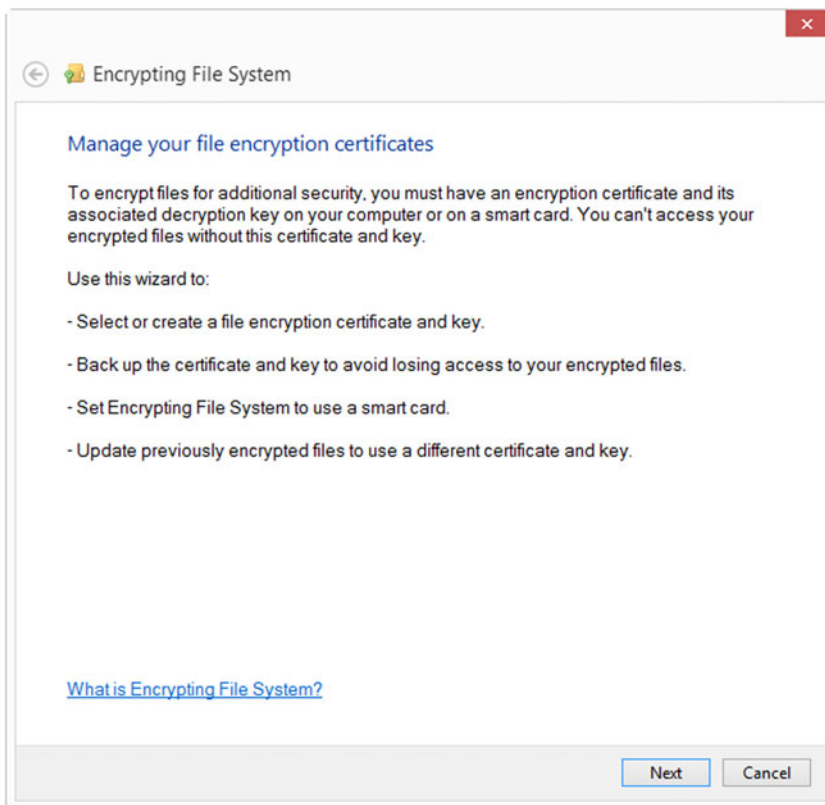 Encrypting File System
Manage your file encryption certificates
To encrypt files for additional security, you must have an encryption certificate and its
associated decryption key on your computer or on a smart card. You can't access your
encrypted files without this certificate and key.
Use this wizard to:
- Select or create a file encryption certificate and key.
- Back up the certificate and key to avoid losing access to your encrypted files.
- Set Encrypting File System to use a smart card.
- Update previously encrypted files to use a different certificate and key.
What is Encrypting File System?
Next
Cancel